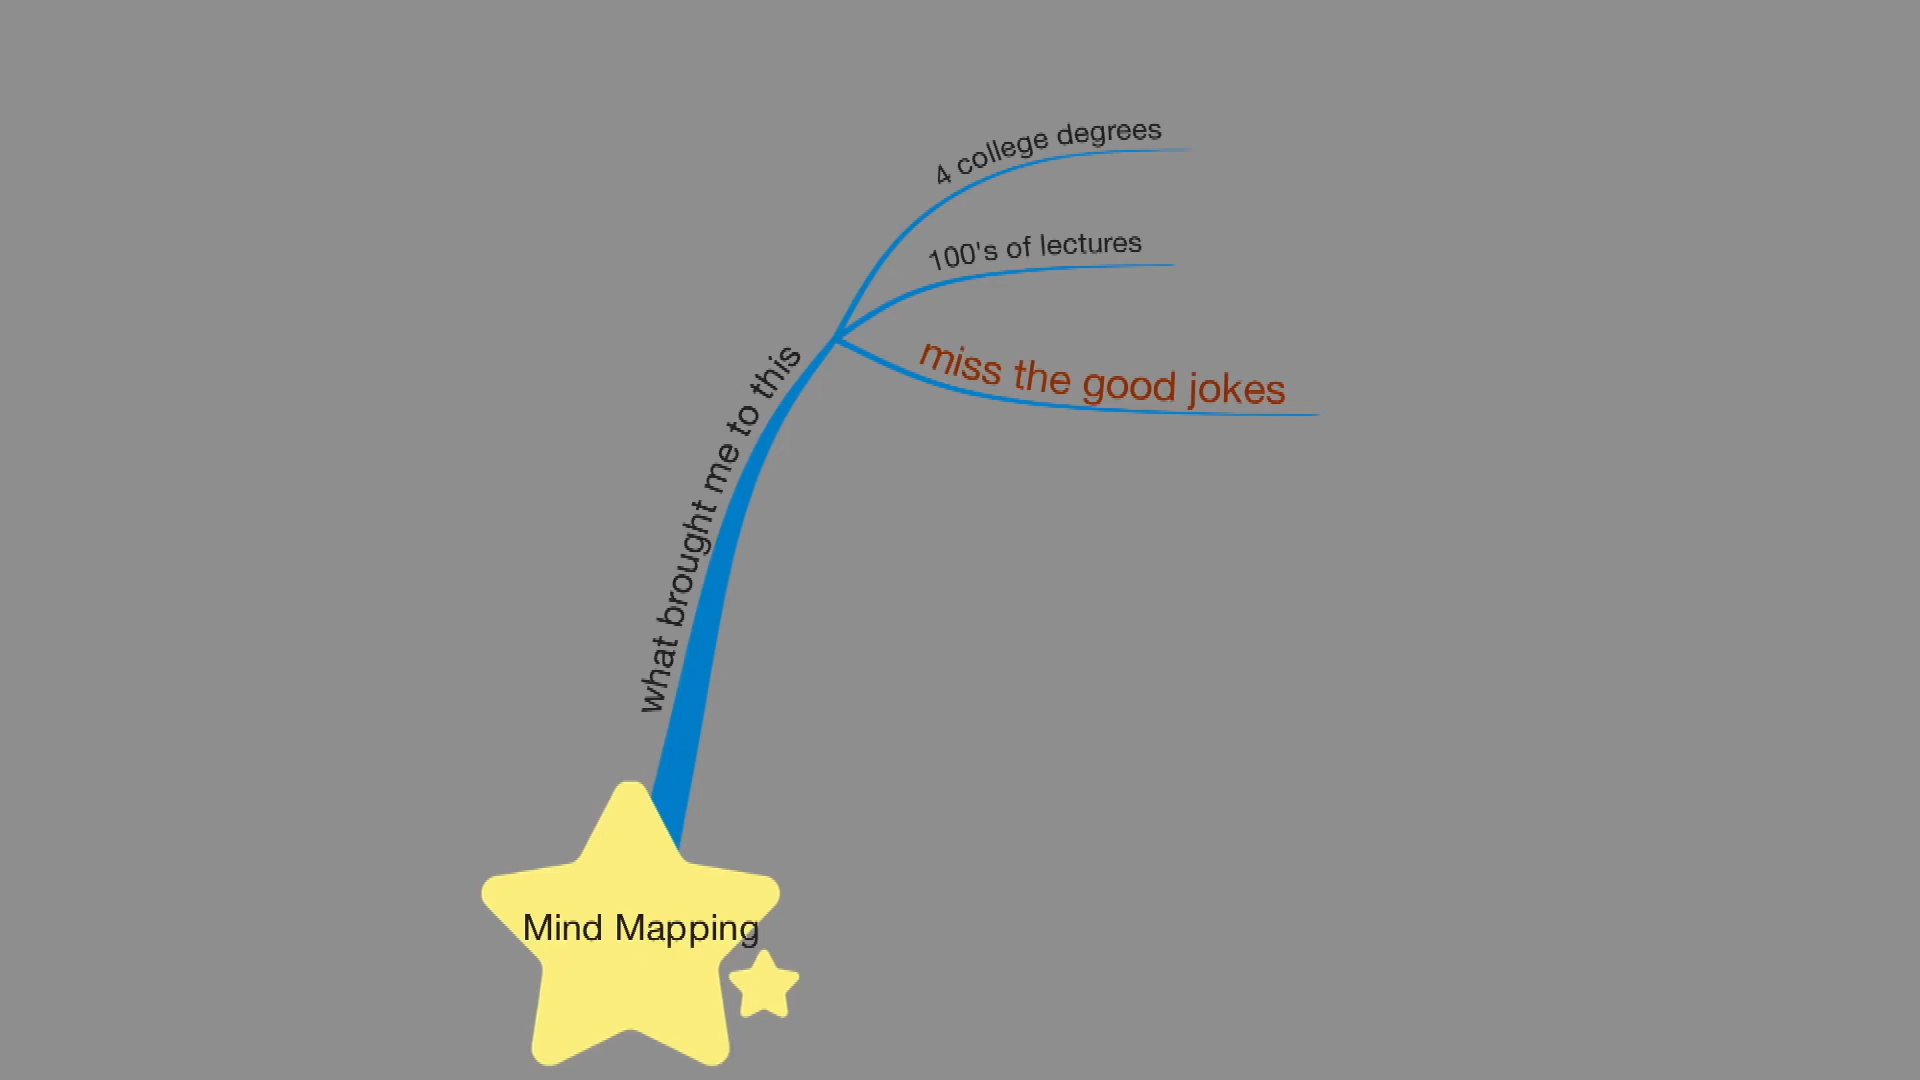 4 college degrees
100's of lectures
miss the good jokes
what brought me to this
Mind Mapping